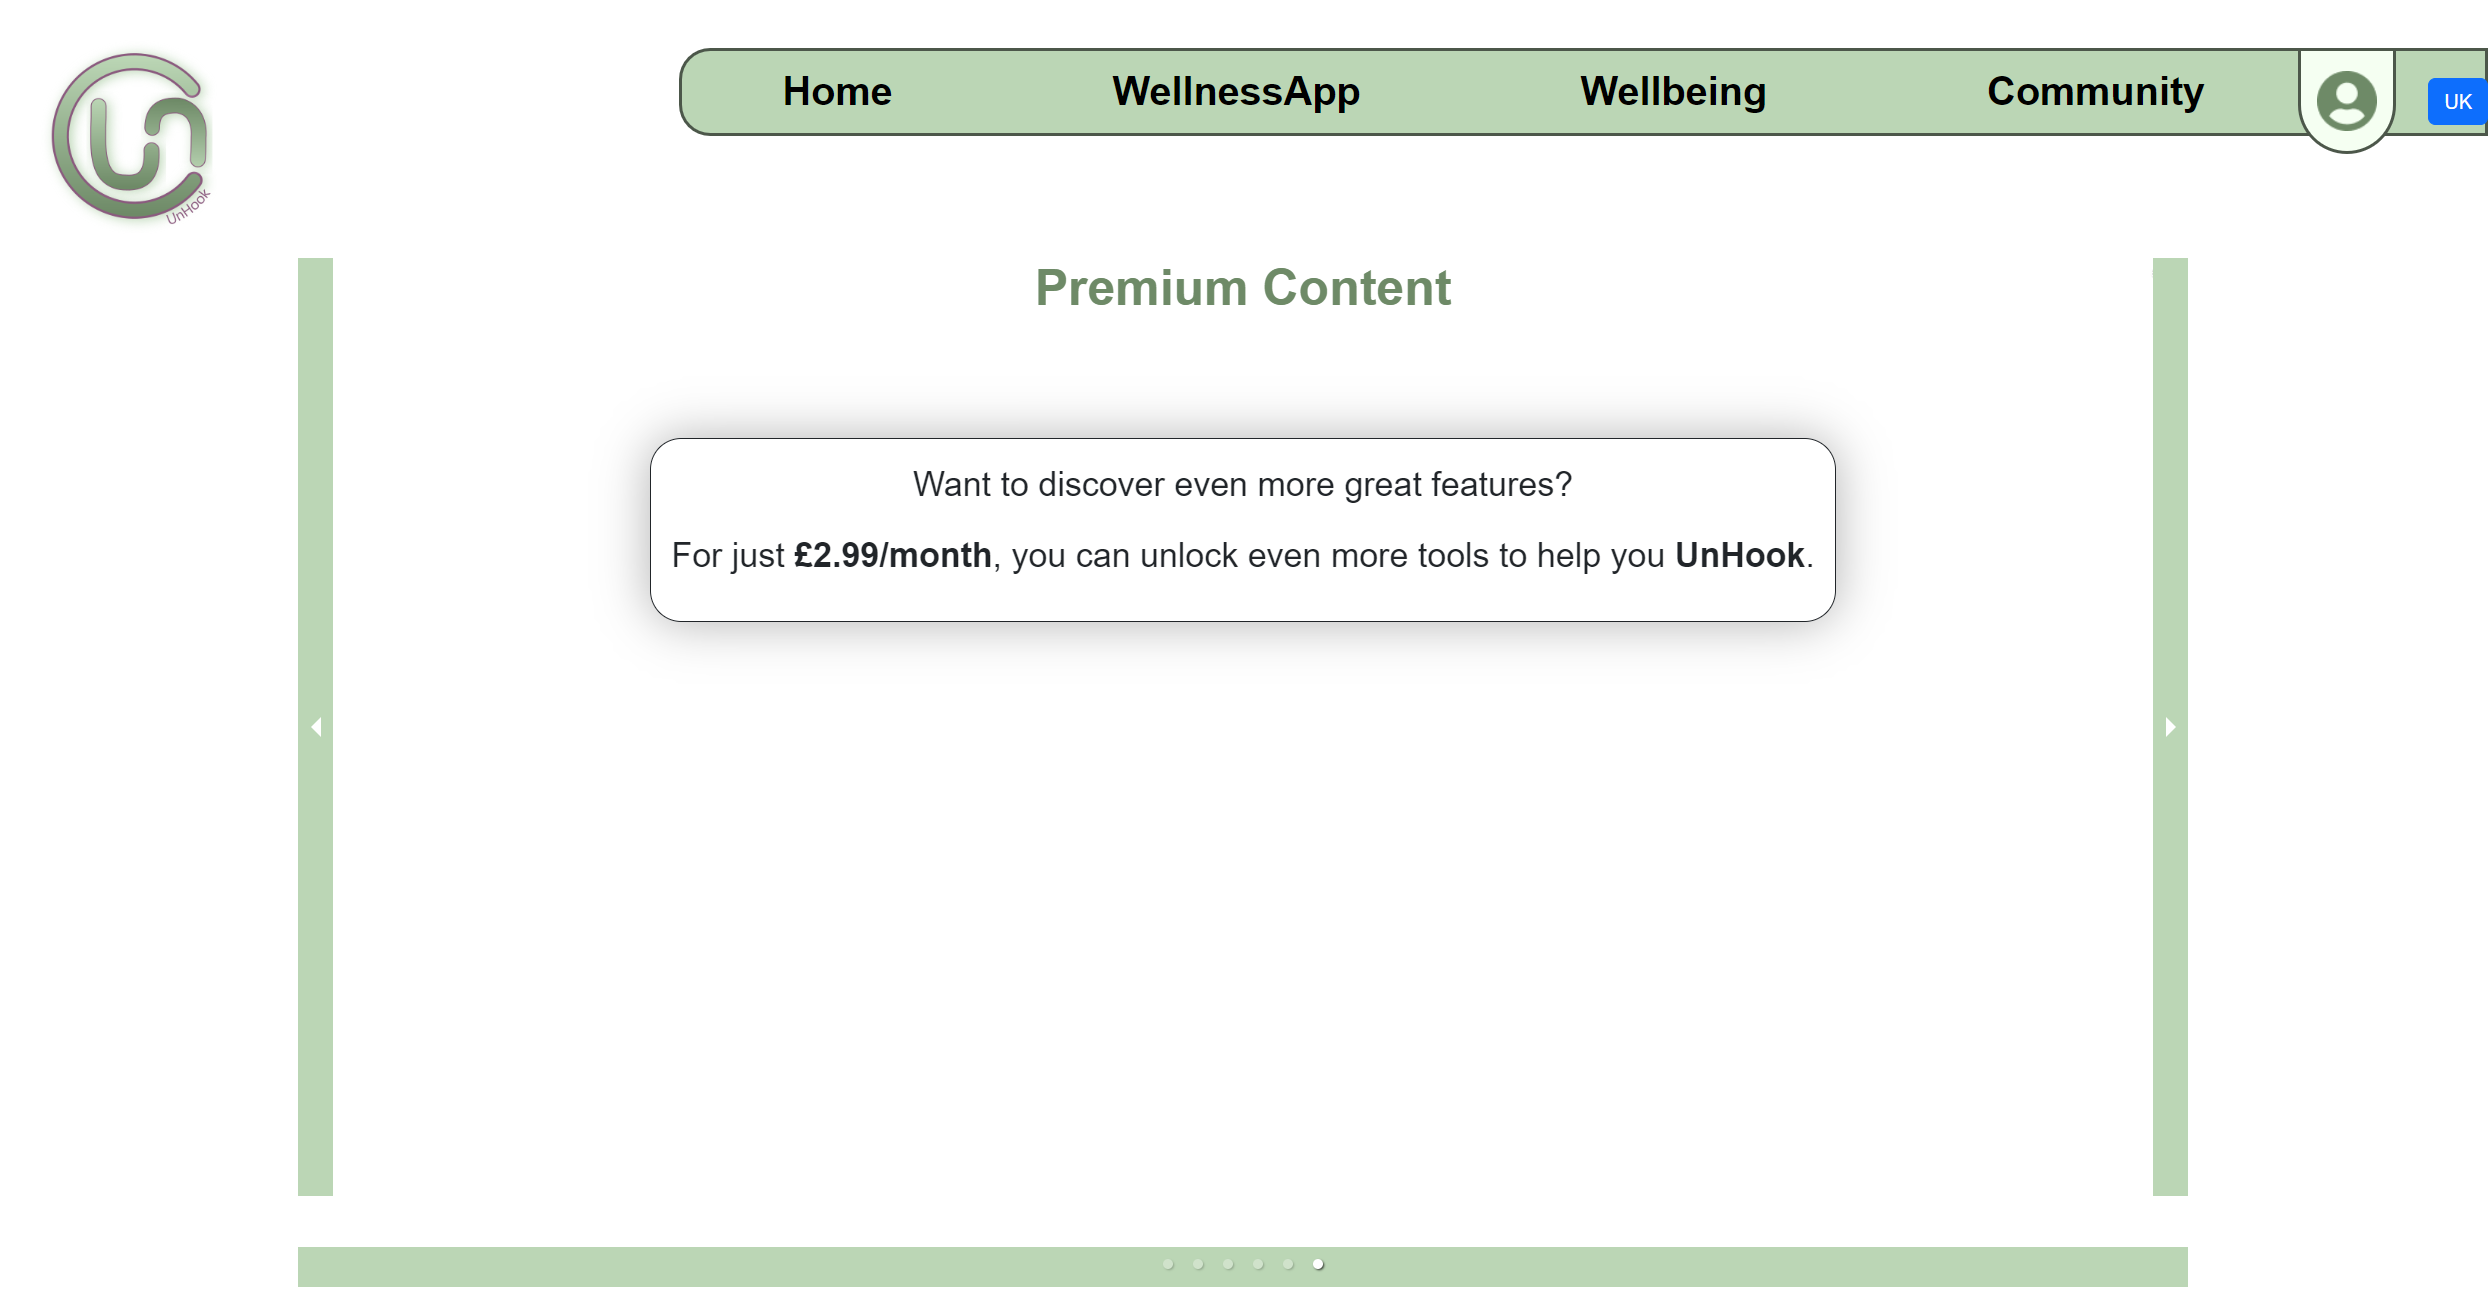 Home
WellnessApp
Wellbeing
Community
UK
Un
UnHook
Premium Content
Want to discover even more great features?
For just £2.99/month, you can unlock even more tools to help you UnHook.